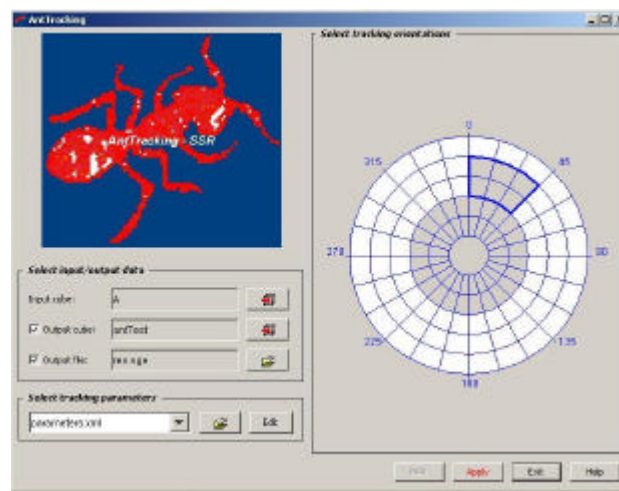 AntTracking
AntTracking - SSR
Select input/output data
Input cube: A
Output cube: antTest
Output file:
Select tracking parameters
parameters.xml
Edit
Select tracking orientations
0
45
90
135
180
225
270
315
Apply
Exit
Help